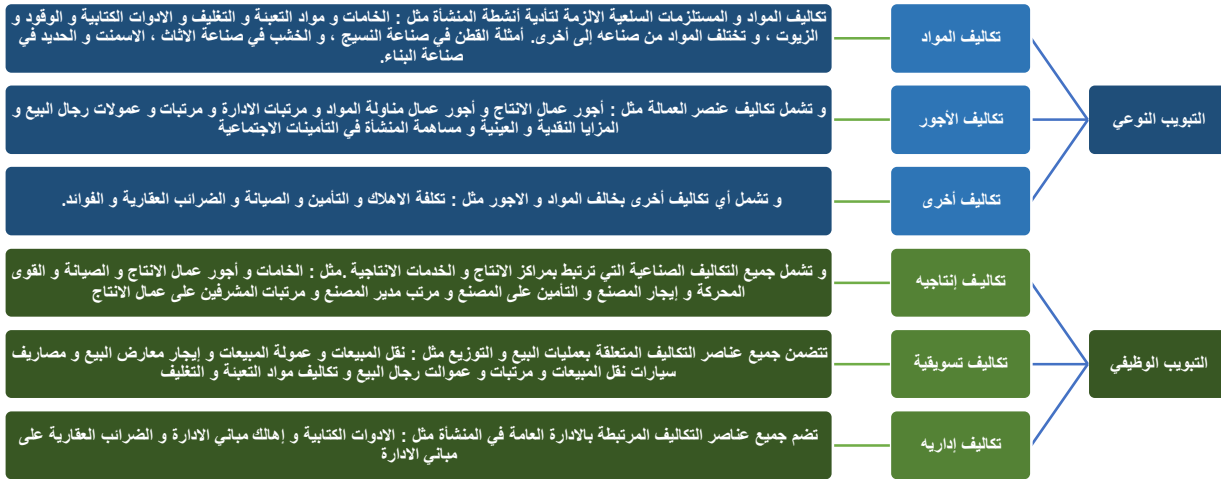 التبويب النوعي
تكاليف المواد
تكاليف المواد و المستلزمات السلعية الالزمة لتأدية أنشطة المنشأة مثل : الخامات و مواد التعبئة و التغليف و الادوات الكتابية و الوقود و
الزيوت ، و تختلف المواد من صناعه إلى أخرى. أمثلة القطن في صناعة النسيج ، و الخشب في صناعة الاثاث ، الاسمنت و الحديد في
صناعة البناء.
تكاليف الأجور
و تشمل تكاليف عنصر العمالة مثل : أجور عمال الانتاج و أجور عمال مناولة المواد و مرتبات الادارة و مرتبات و عمولات رجال البيع و
المزايا النقدية و العينية و مساهمة المنشأة في التأمينات الاجتماعية
تكاليف أخرى
و تشمل أي تكاليف أخرى بخالف المواد و الاجور مثل : تكلفة الاهلاك و التأمين و الصيانة و الضرائب العقارية و الفوائد.
التبويب الوظيفي
تكاليف إنتاجيه
و تشمل جميع التكاليف الصناعية التي ترتبط بمراكز الانتاج و الخدمات الانتاجية .مثل : الخامات و أجور عمال الانتاج و الصيانة و القوى
المحركة و إيجار المصنع و التأمين على المصنع و مرتب مدير المصنع و مرتبات المشرفين على عمال الانتاج
تكاليف تسويقية
تتضمن جميع عناصر التكاليف المتعلقة بعمليات البيع و التوزيع مثل : نقل المبيعات و عمولة المبيعات و إيجار معارض البيع و مصاريف
سيارات نقل المبيعات و مرتبات و عموالت رجال البيع و تكاليف مواد التعبئة و التغليف
تكاليف إداريه
تضم جميع عناصر التكاليف المرتبطة بالادارة العامة في المنشأة مثل : الادوات الكتابية و إهالك مباني الادارة و الضرائب العقارية على
مباني الادارة